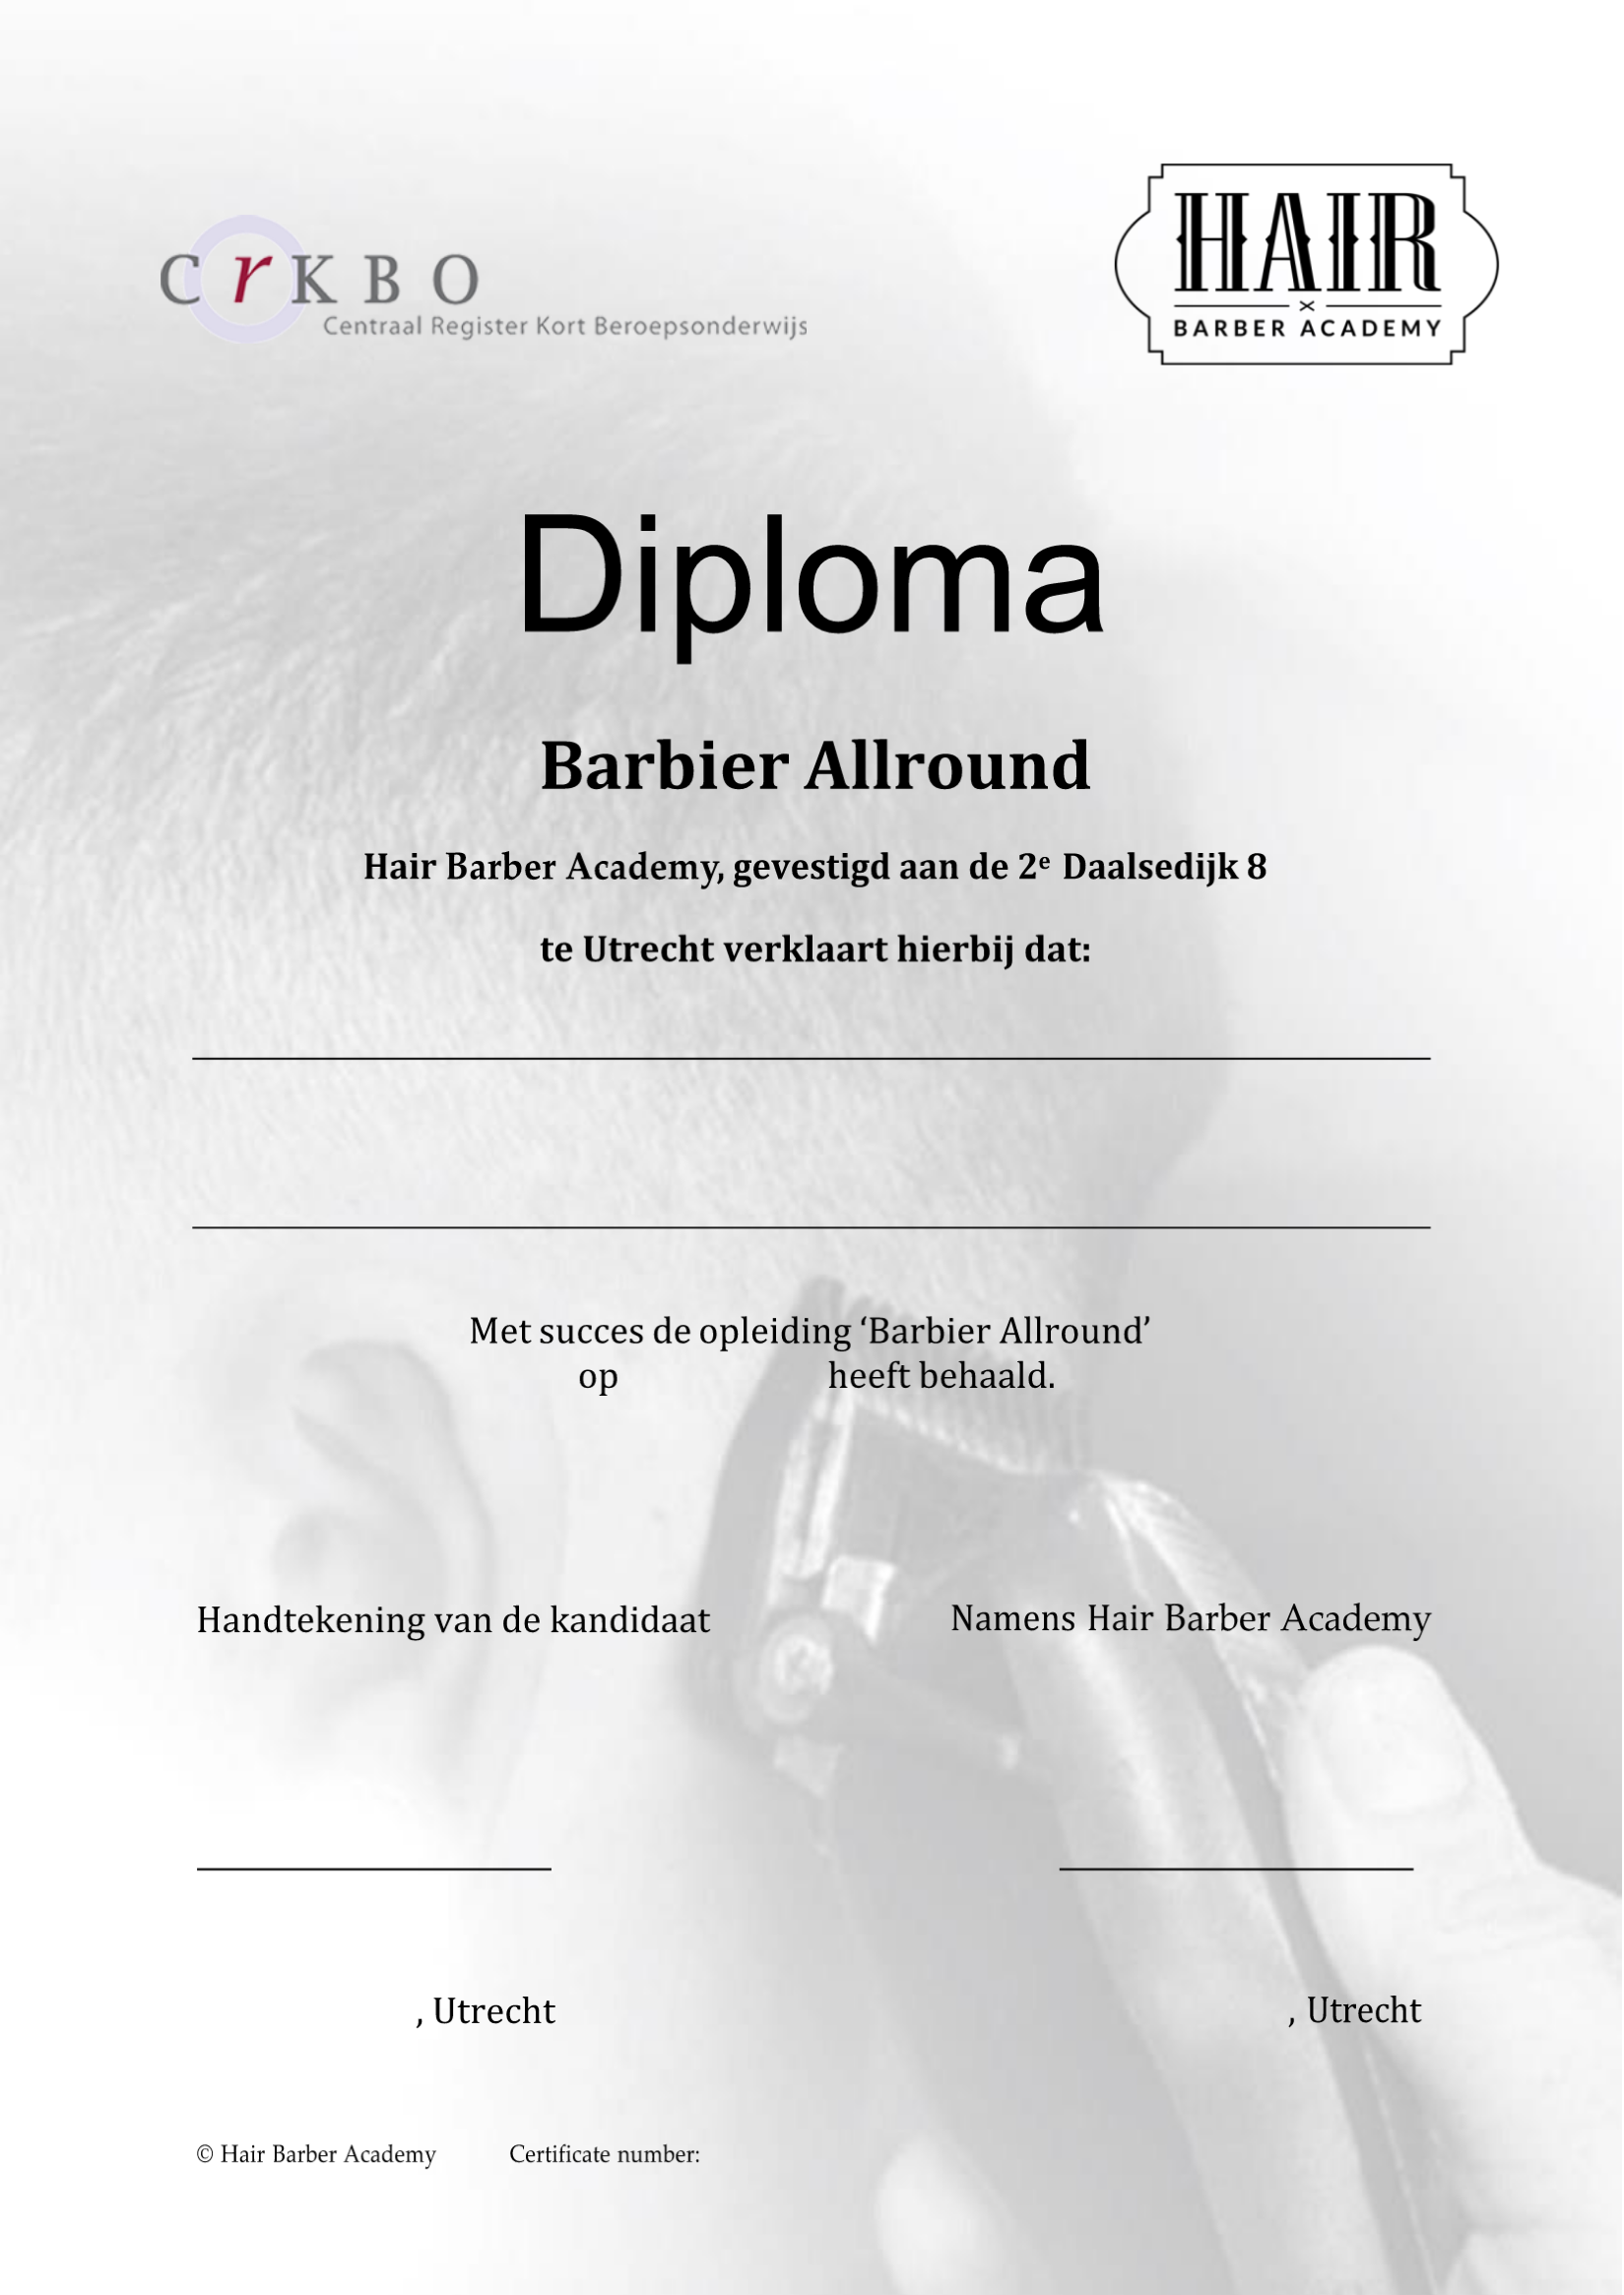 CrKBO
Centraal Register Kort Beroepsonderwijs
HAIR
BARBER ACADEMY
Diploma
Barbier Allround
Hair Barber Academy, gevestigd aan de 2e Daalsedijk 8
te Utrecht verklaart hierbij dat:
Met succes de opleiding ‘Barbier Allround’
op heeft behaald.
Handtekening van de kandidaat Namens Hair Barber Academy
, Utrecht , Utrecht
© Hair Barber Academy Certificate number: